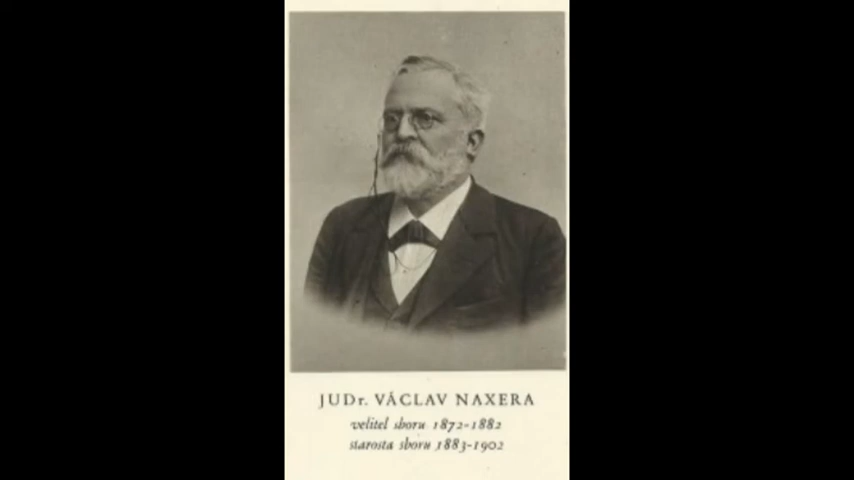 JUDr. VÁCLAV NAXERA
velitel sboru 1872-1882
starosta sboru 1883-1902